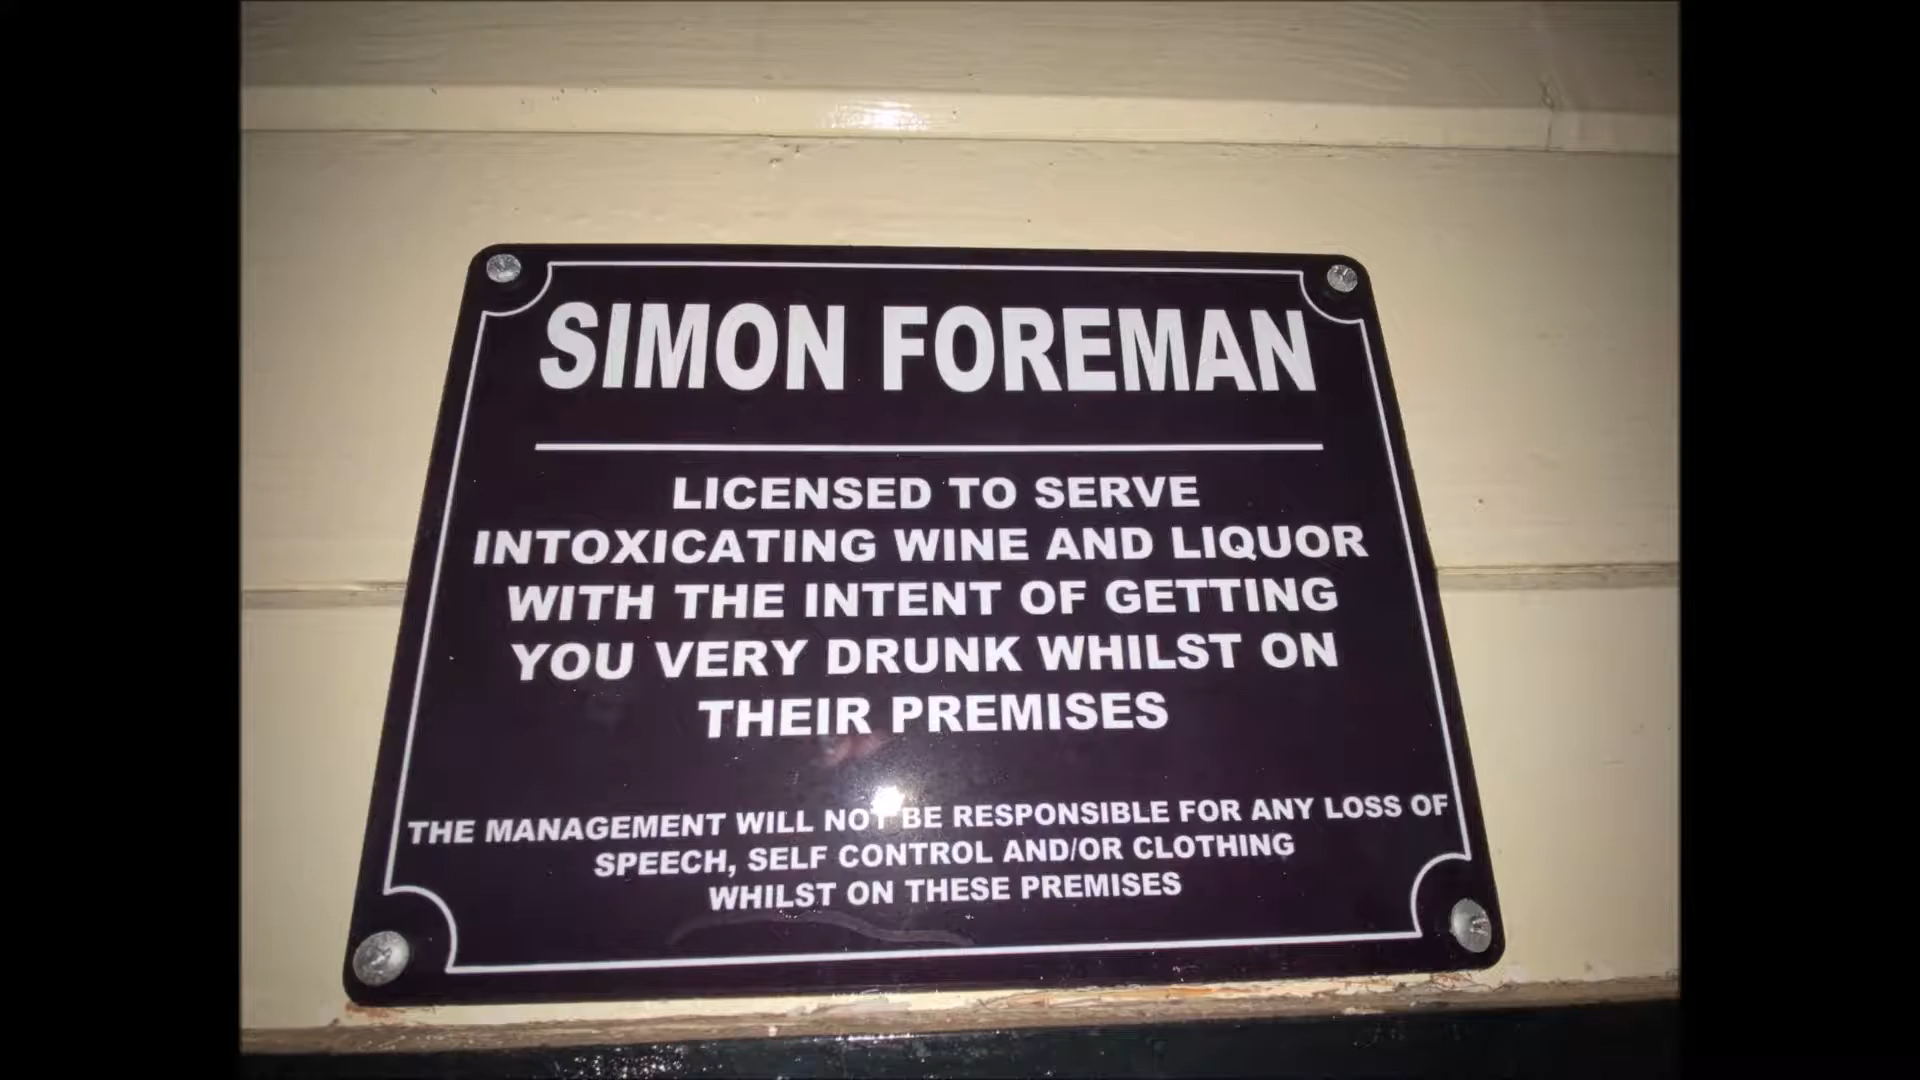 SIMON FOREMAN
LICENSED TO SERVE
INTOXICATING WINE AND LIQUOR
WITH THE INTENT OF GETTING
YOU VERY DRUNK WHILST ON
THEIR PREMISES
THE MANAGEMENT WILL NOT BE RESPONSIBLE FOR ANY LOSS OF
SPEECH, SELF CONTROL AND/OR CLOTHING
WHILST ON THESE PREMISES